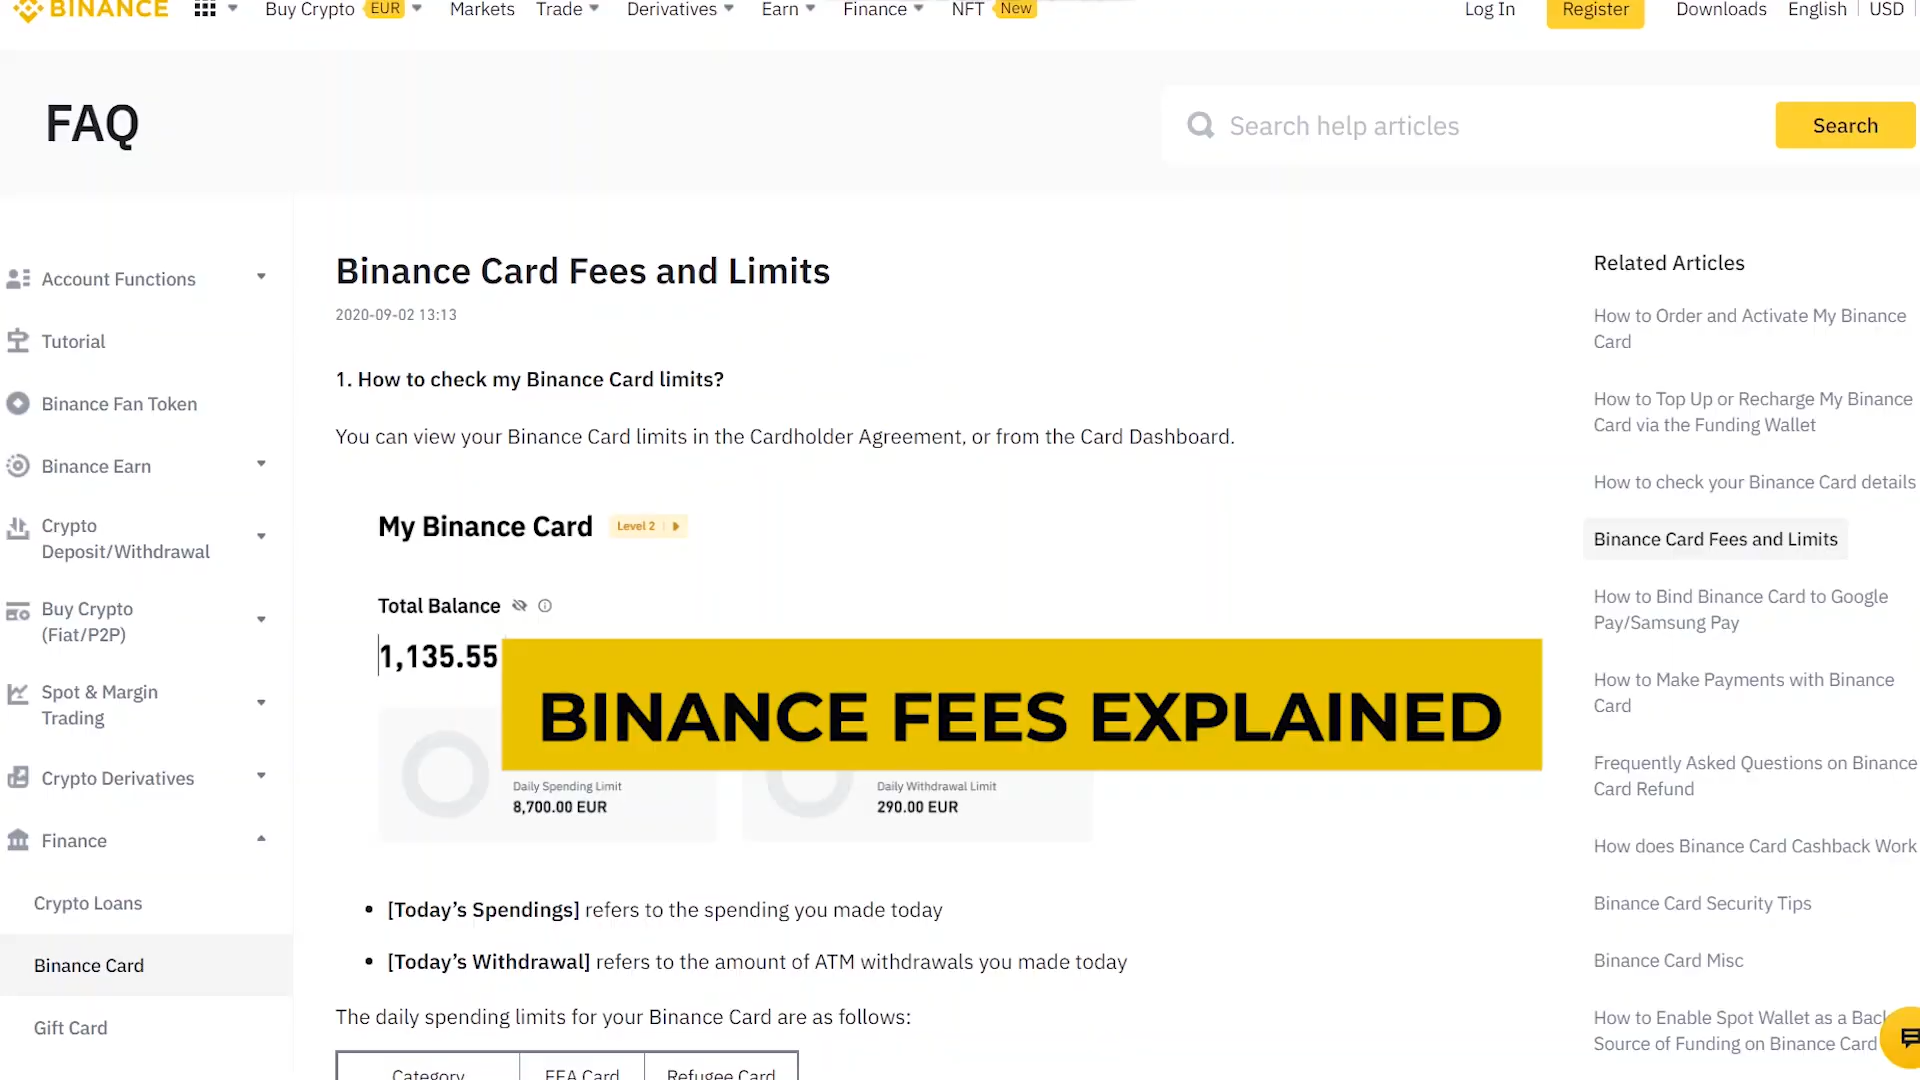 BINANCE
Buy Crypto EUR Markets Trade Derivatives Earn Finance NFT New
Log In Register Downloads English USD
FAQ
Search help articles
Search
Account Functions
Tutorial
Binance Fan Token
Binance Earn
Crypto
Deposit/Withdrawal
Buy Crypto
(Fiat/P2P)
Spot & Margin
Trading
Crypto Derivatives
Finance
Crypto Loans
Binance Card
Gift Card
Binance Card Fees and Limits
2020-09-02 13:13
1. How to check my Binance Card limits?
You can view your Binance Card limits in the Cardholder Agreement, or from the Card Dashboard.
My Binance Card Level 2
Total Balance
1,135.55
BINANCE FEES EXPLAINED
Daily Spending Limit
8,700.00 EUR
Daily Withdrawal Limit
290.00 EUR
• [Today’s Spendings] refers to the spending you made today
• [Today’s Withdrawal] refers to the amount of ATM withdrawals you made today
The daily spending limits for your Binance Card are as follows:
Category EEA Card Refugee Card
Related Articles
How to Order and Activate My Binance
Card
How to Top Up or Recharge My Binance
Card via the Funding Wallet
How to check your Binance Card details
Binance Card Fees and Limits
How to Bind Binance Card to Google
Pay/Samsung Pay
How to Make Payments with Binance
Card
Frequently Asked Questions on Binance
Card Refund
How does Binance Card Cashback Work
Binance Card Security Tips
Binance Card Misc
How to Enable Spot Wallet as a Back
Source of Funding on Binance Card